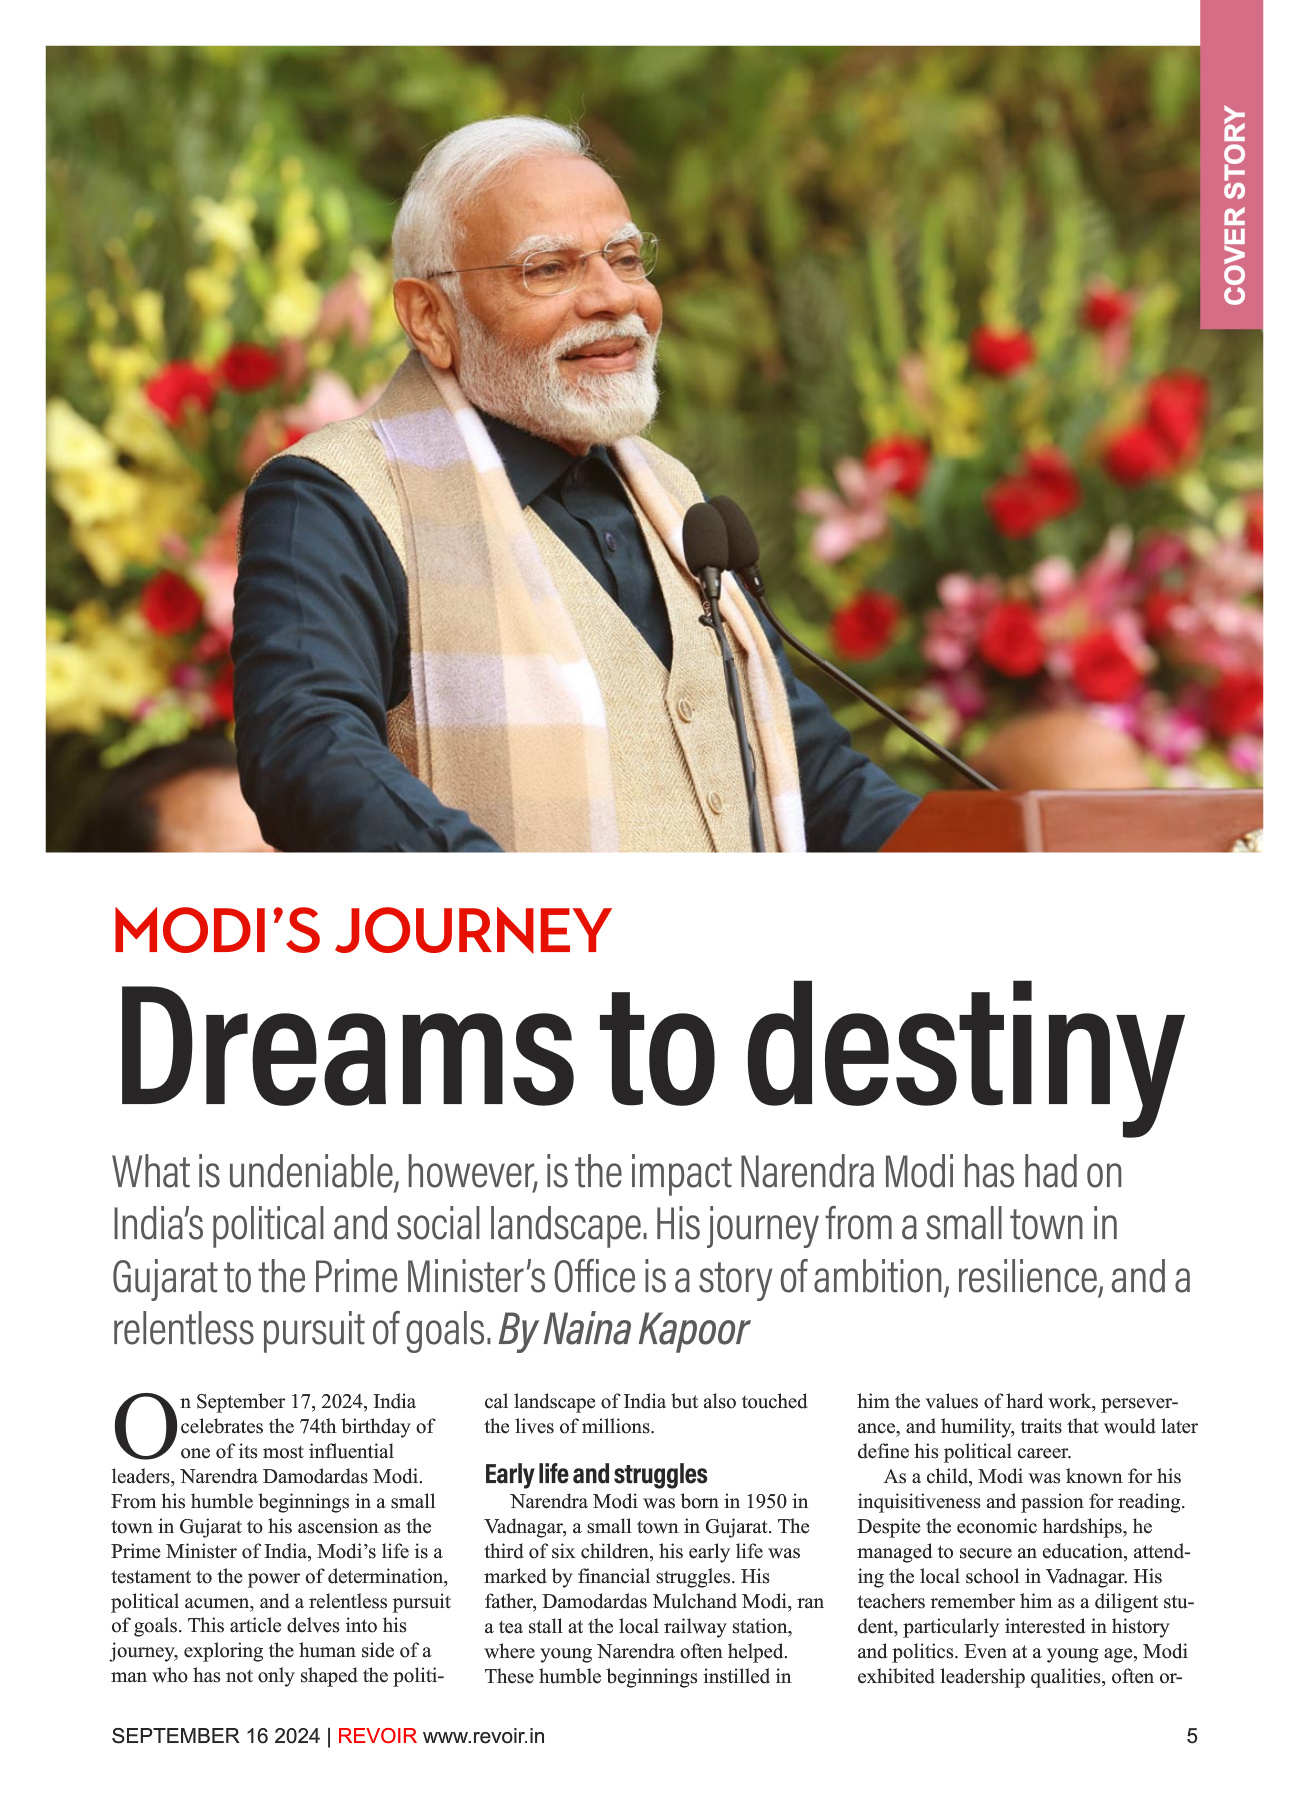 COVER STORY
MODI’S JOURNEY
Dreams to destiny
What is undeniable, however, is the impact Narendra Modi has had on
India’s political and social landscape. His journey from a small town in
Gujarat to the Prime Minister’s Office is a story of ambition, resilience, and a
relentless pursuit of goals. By Naina Kapoor
On September 17, 2024, India
celebrates the 74th birthday of
one of its most influential
leaders, Narendra Damodardas Modi.
From his humble beginnings in a small
town in Gujarat to his ascension as the
Prime Minister of India, Modi’s life is a
testament to the power of determination,
political acumen, and a relentless pursuit
of goals. This article delves into his
journey, exploring the human side of a
man who has not only shaped the politi-
cal landscape of India but also touched
the lives of millions.
Early life and struggles
Narendra Modi was born in 1950 in
Vadnagar, a small town in Gujarat. The
third of six children, his early life was
marked by financial struggles. His
father, Damodardas Mulchand Modi, ran
a tea stall at the local railway station,
where young Narendra often helped.
These humble beginnings instilled in
him the values of hard work, persever-
ance, and humility, traits that would later
define his political career.
As a child, Modi was known for his
inquisitiveness and passion for reading.
Despite the economic hardships, he
managed to secure an education, attend-
ing the local school in Vadnagar. His
teachers remember him as a diligent stu-
dent, particularly interested in history
and politics. Even at a young age, Modi
exhibited leadership qualities, often or-
SEPTEMBER 16 2024 | REVOIR www.revoir.in
5